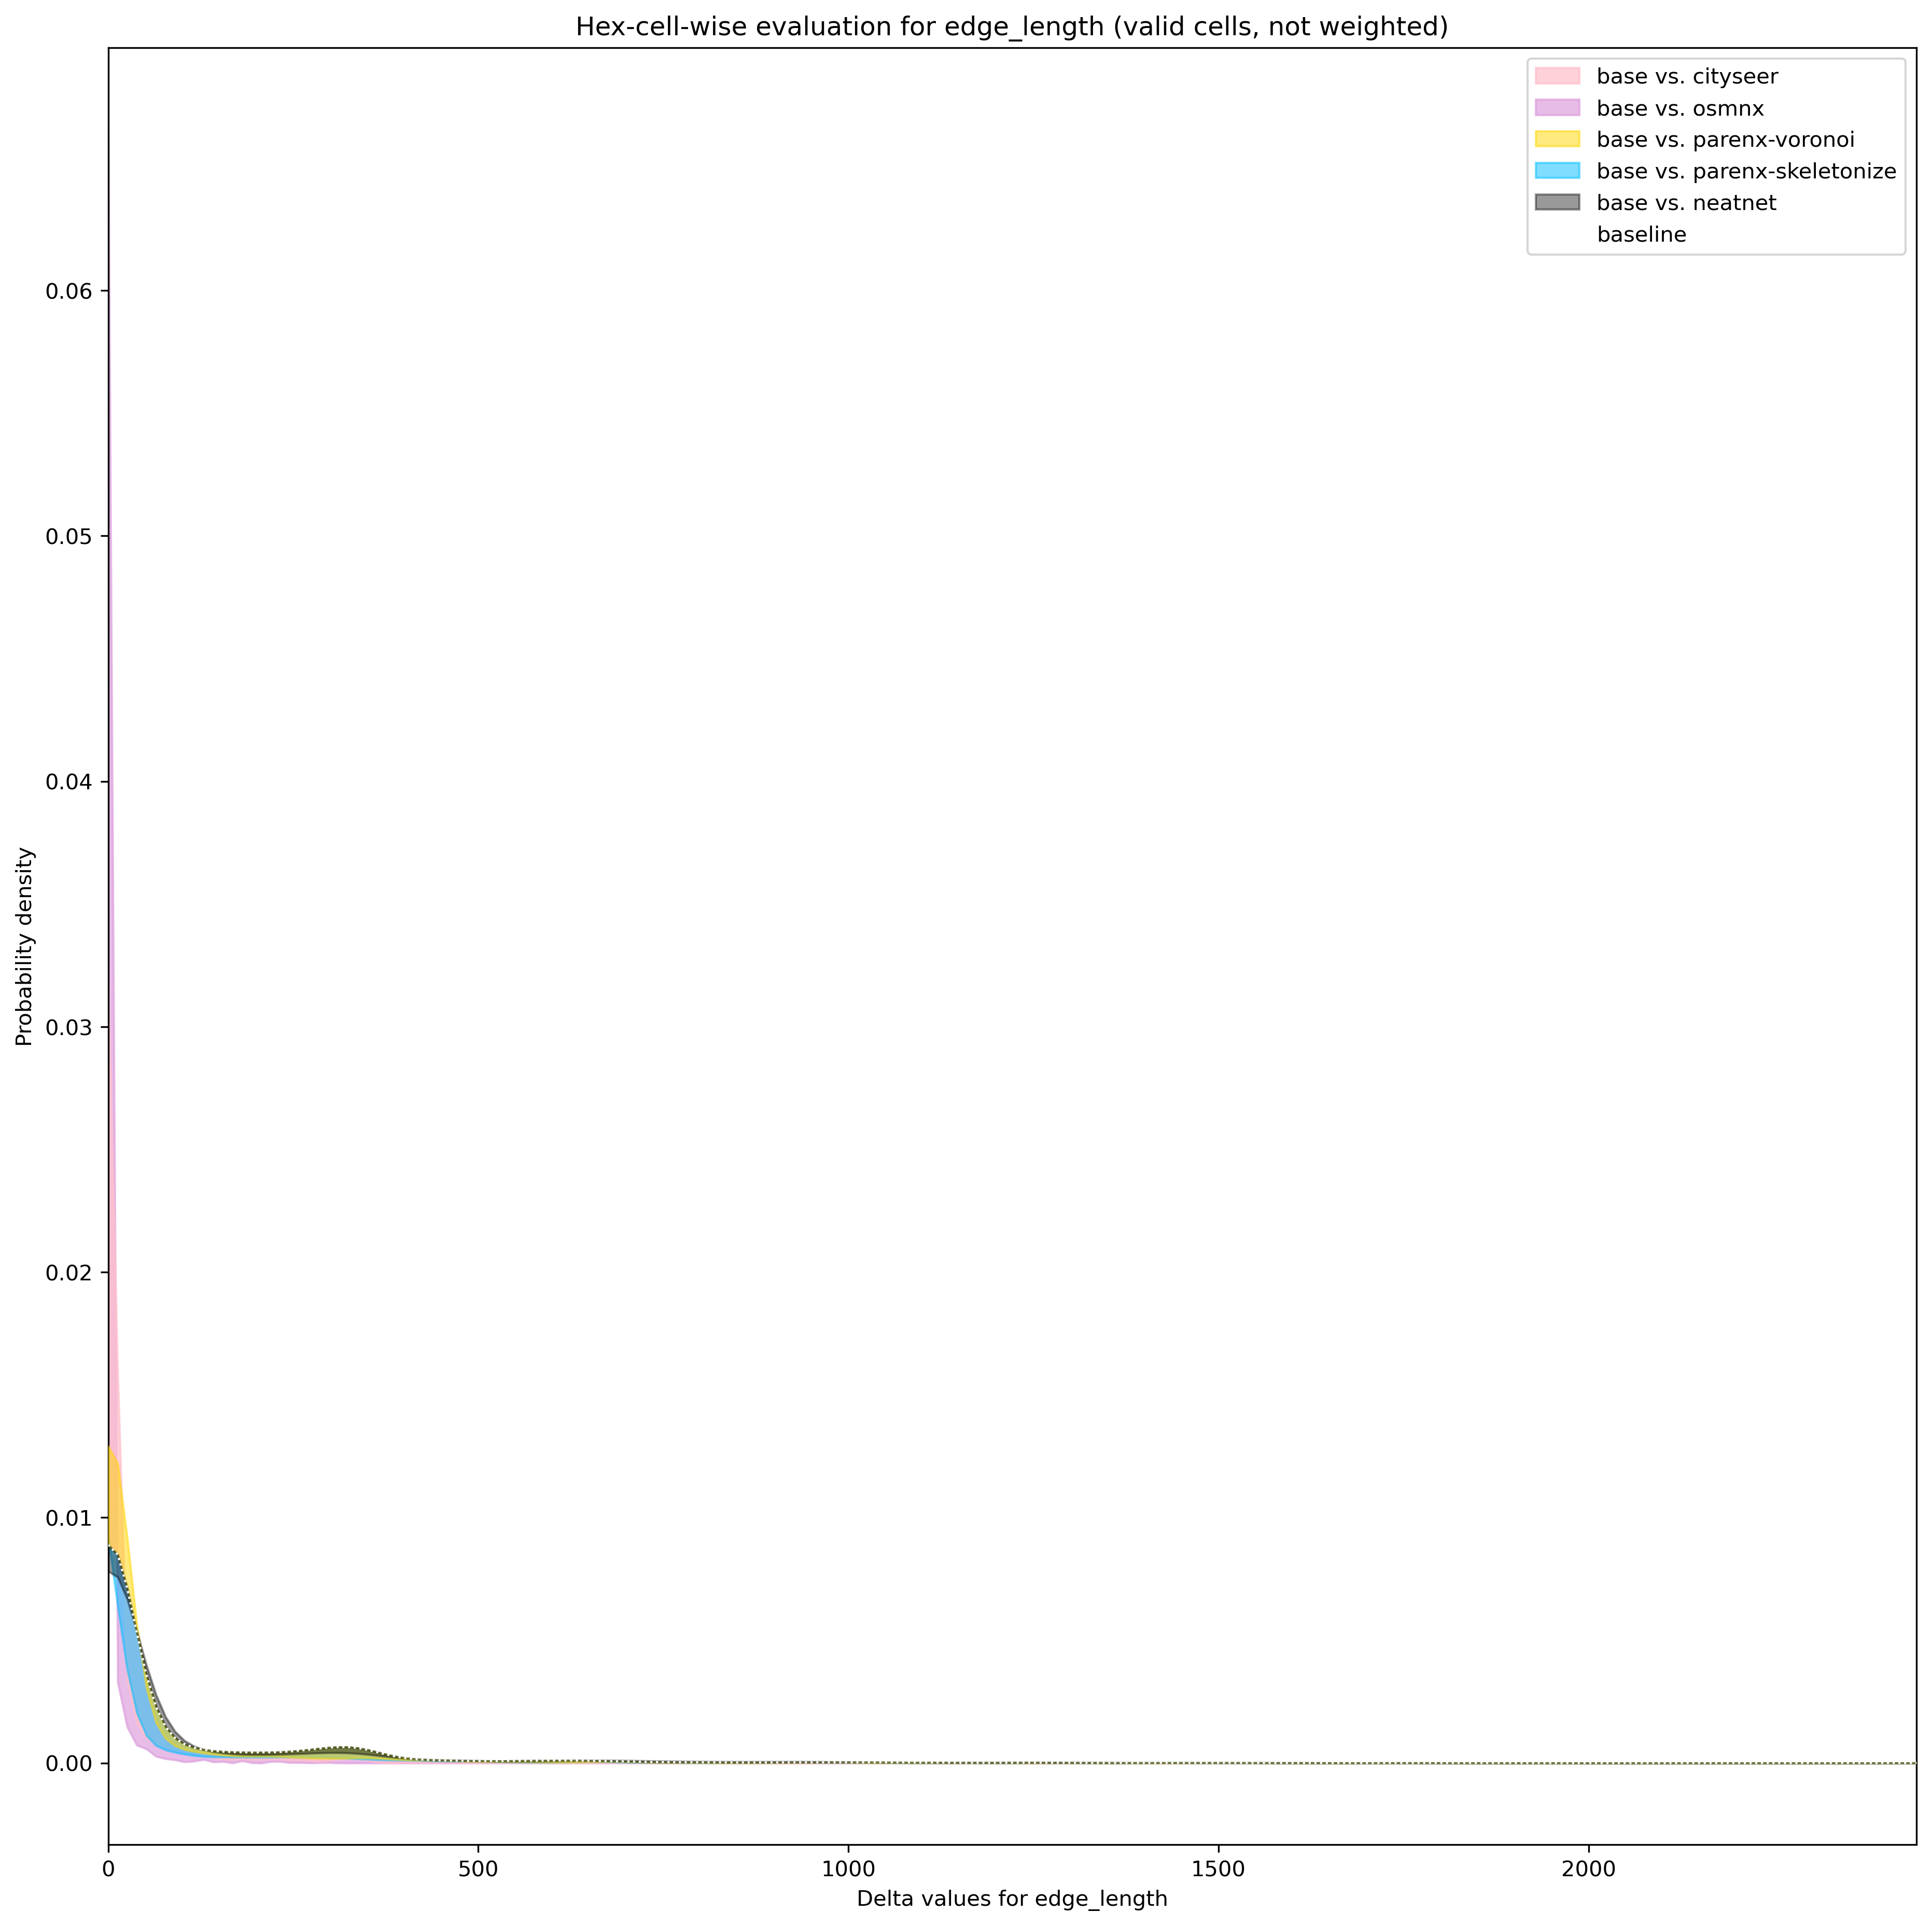 Hex-cell-wise evaluation for edge_length (valid cells, not weighted)
base vs. cityseer
base vs. osmnx
base vs. parenx-voronoi
base vs. parenx-skeletonize
base vs. neatnet
baseline
Probability density
0.06
0.05
0.04
0.03
0.02
0.01
0.00
0
500
1000
1500
2000
Delta values for edge_length